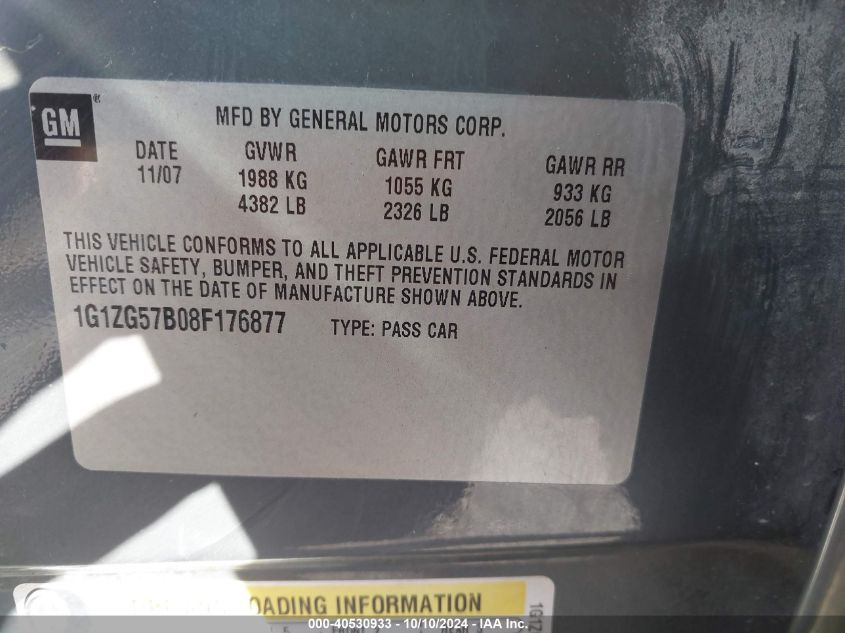 GM ®
MFD BY GENERAL MOTORS CORP.
DATE GVWR GAWR FRT GAWR RR
11/07 1988 KG 1055 KG 933 KG
4382 LB 2326 LB 2056 LB
THIS VEHICLE CONFORMS TO ALL APPLICABLE U.S. FEDERAL MOTOR
VEHICLE SAFETY, BUMPER, AND THEFT PREVENTION STANDARDS IN
EFFECT ON THE DATE OF MANUFACTURE SHOWN ABOVE.
1G1ZG57B08F176877 TYPE: PASS CAR
OADING INFORMATION
1G1Z
000-40530933 - 10/10/2024 - IAA Inc.